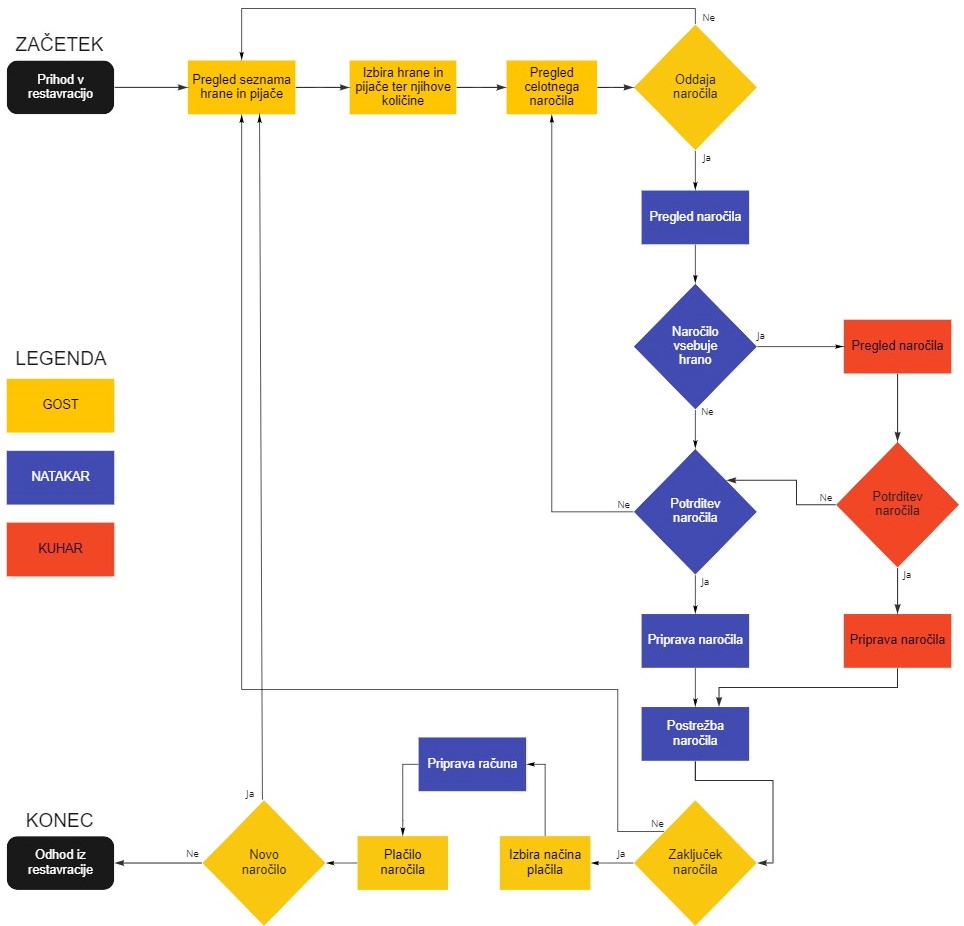 ZAČETEK
Prihod v
restavracijo
Pregled seznama
hrane in pijače
Izbira hrane in
pijače ter njihove
količine
Pregled
celotnega
naročila
Oddaja
naročila
Ne
Ja
Pregled naročila
Naročilo
vsebuje
hrano
Ja
Ne
Pregled naročila
LEGENDA
GOST
NATAKAR
KUHAR
Potrditev
naročila
Ne
Ja
Potrditev
naročila
Ne
Ja
Priprava naročila
Priprava naročila
Postrežba
naročila
Zaključek
naročila
Ne
Ja
Izbira načina
plačila
Priprava računa
Plačilo
naročila
Novo
naročilo
Ja
Ne
KONEC
Odhod iz
restavracije